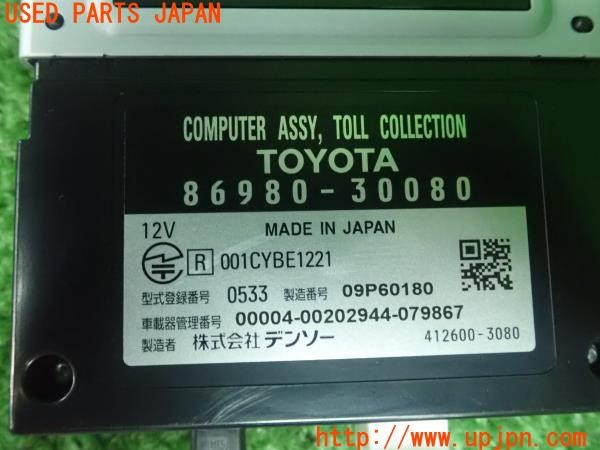 USED PARTS JAPAN
COMPUTER ASSY, TOLL COLLECTION
TOYOTA
86980-30080
12V MADE IN JAPAN
R 001CYBE1221
型式登録番号 0533 製造番号 09P60180
車載器管理番号 00004-00202944-079867
製造者 株式会社デンソー 412600-3080
UPJ http://www.upjpn.com